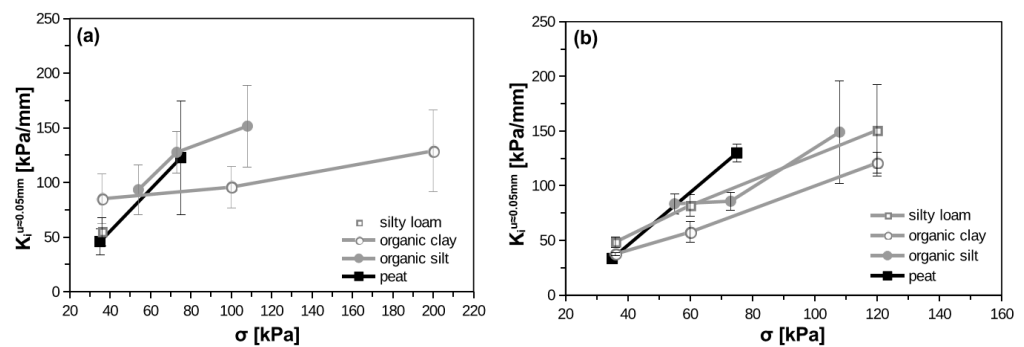 (a)
250
200
150
100
50
0
K_i^u≈0.05mm [kPa/mm]
silty loam
organic clay
organic silt
peat
20 40 60 80 100 120 140 160 180 200 220
σ [kPa]
(b)
250
200
150
100
50
0
K_i^u≈0.05mm [kPa/mm]
silty loam
organic clay
organic silt
peat
20 40 60 80 100 120 140 160
σ [kPa]